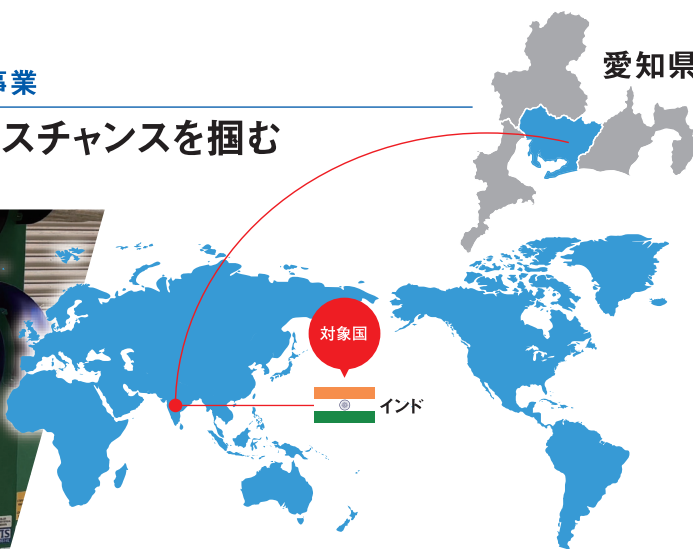 事業
スチャンスを掴む
愛知県
対象国
インド